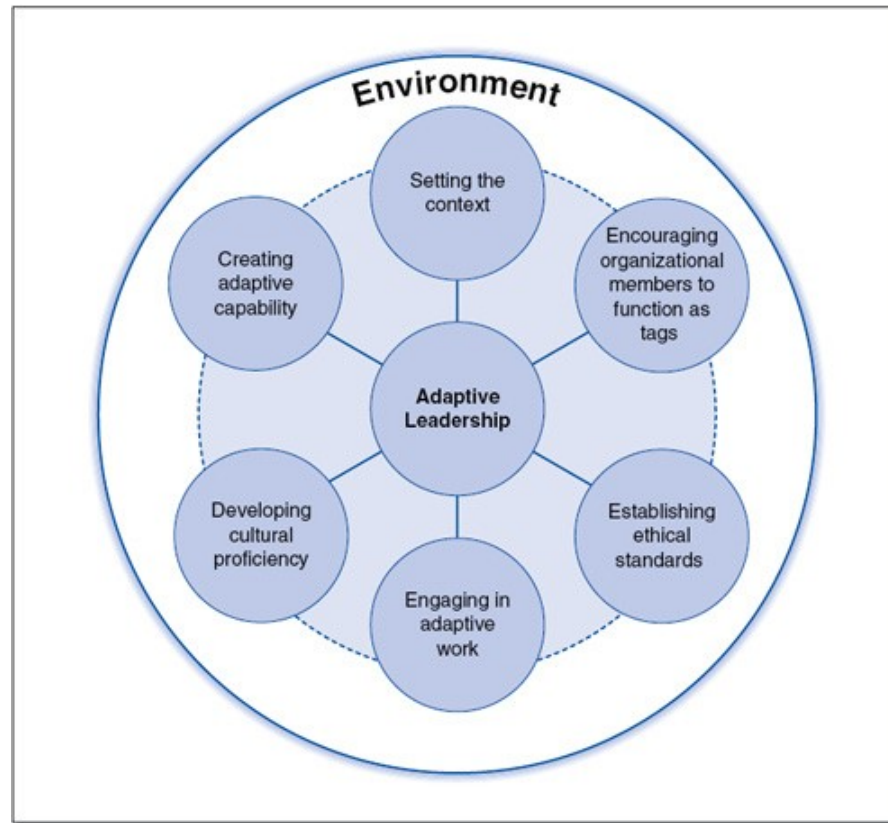 Environment
Setting the
context
Encouraging
organizational
members to
function as
tags
Establishing
ethical
standards
Engaging in
adaptive
work
Developing
cultural
proficiency
Creating
adaptive
capability
Adaptive
Leadership